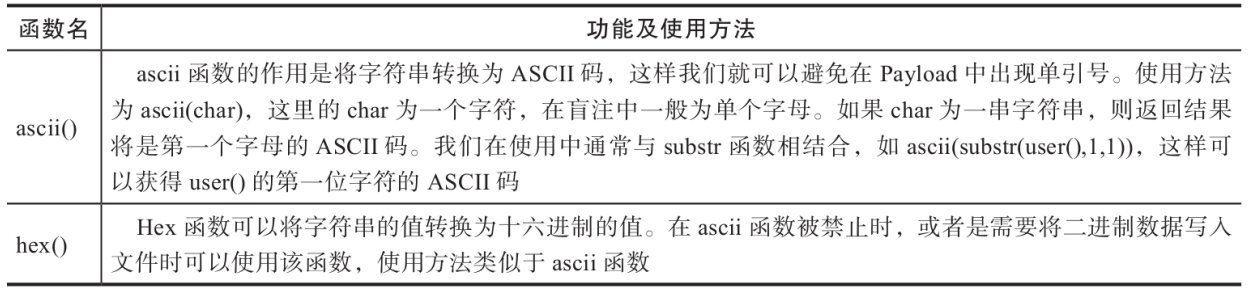 函数名 功能及使用方法
ascii 函数的作用是将字符串转换为 ASCII 码，这样我们就可以避免在 Payload 中出现单引号。使用方法
为 ascii(char)，这里的 char 为一个字符，在盲注中一般为单个字母。如果 char 为一串字符串，则返回结果
ascii()
将是第一个字母的 ASCII 码。我们在使用中通常与 substr 函数相结合，如 ascii(substr(user(),1,1))，这样可
以获得 user() 的第一位字符的 ASCII 码
Hex 函数可以将字符串的值转换为十六进制的值。在 ascii 函数被禁止时，或者是需要将二进制数据写入
hex()
文件时可以使用该函数，使用方法类似于 ascii 函数